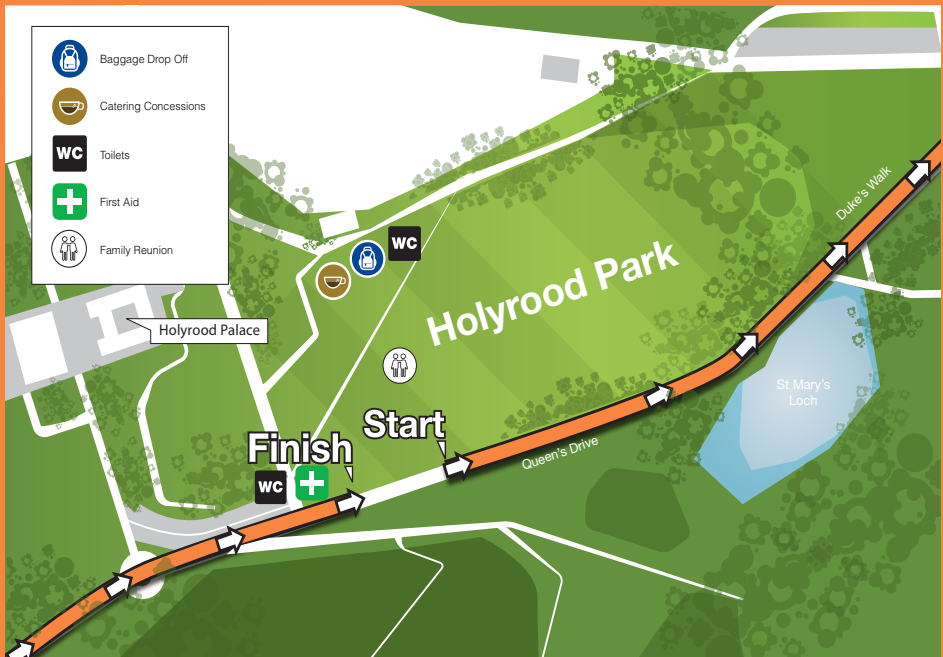 Baggage Drop Off
Catering Concessions
WC
Toilets
First Aid
Family Reunion
Duke's Walk
WC
Holyrood Park
Holyrood Palace
St Mary's
Loch
Start
Finish
Queen's Drive
WC